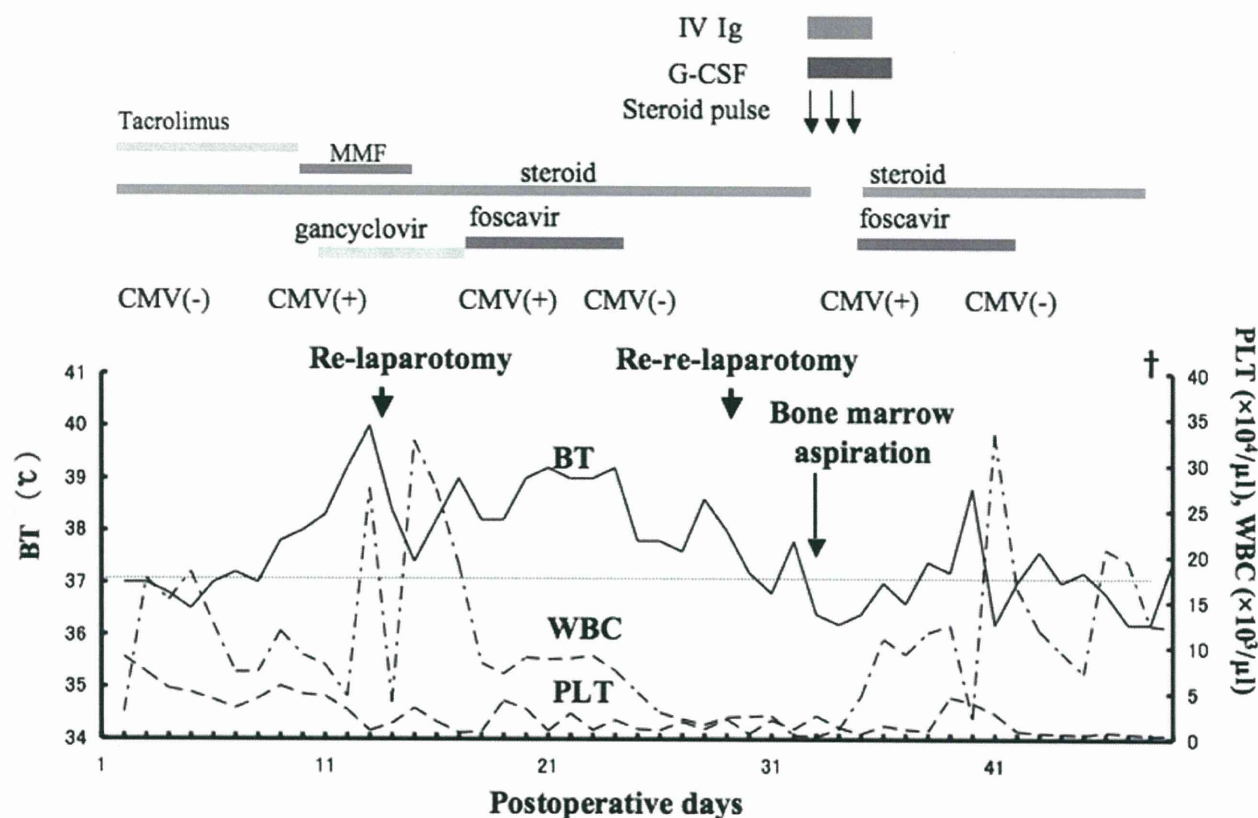 IV Ig
G-CSF
Steroid pulse
Tacrolimus
MMF
steroid
steroid
gancyclovir
foscavir
foscavir
CMV(-)
CMV(+)
CMV(+)
CMV(-)
CMV(+)
CMV(-)
Re-laparotomy
Re-re-laparotomy
†
Bone marrow
aspiration
BT
WBC
PLT
BT (℃)
41
40
39
38
37
36
35
34
40
35
30
25
20
15
10
5
0
PLT (×10⁴/µl), WBC (×10³/µl)
1
11
21
31
41
Postoperative days